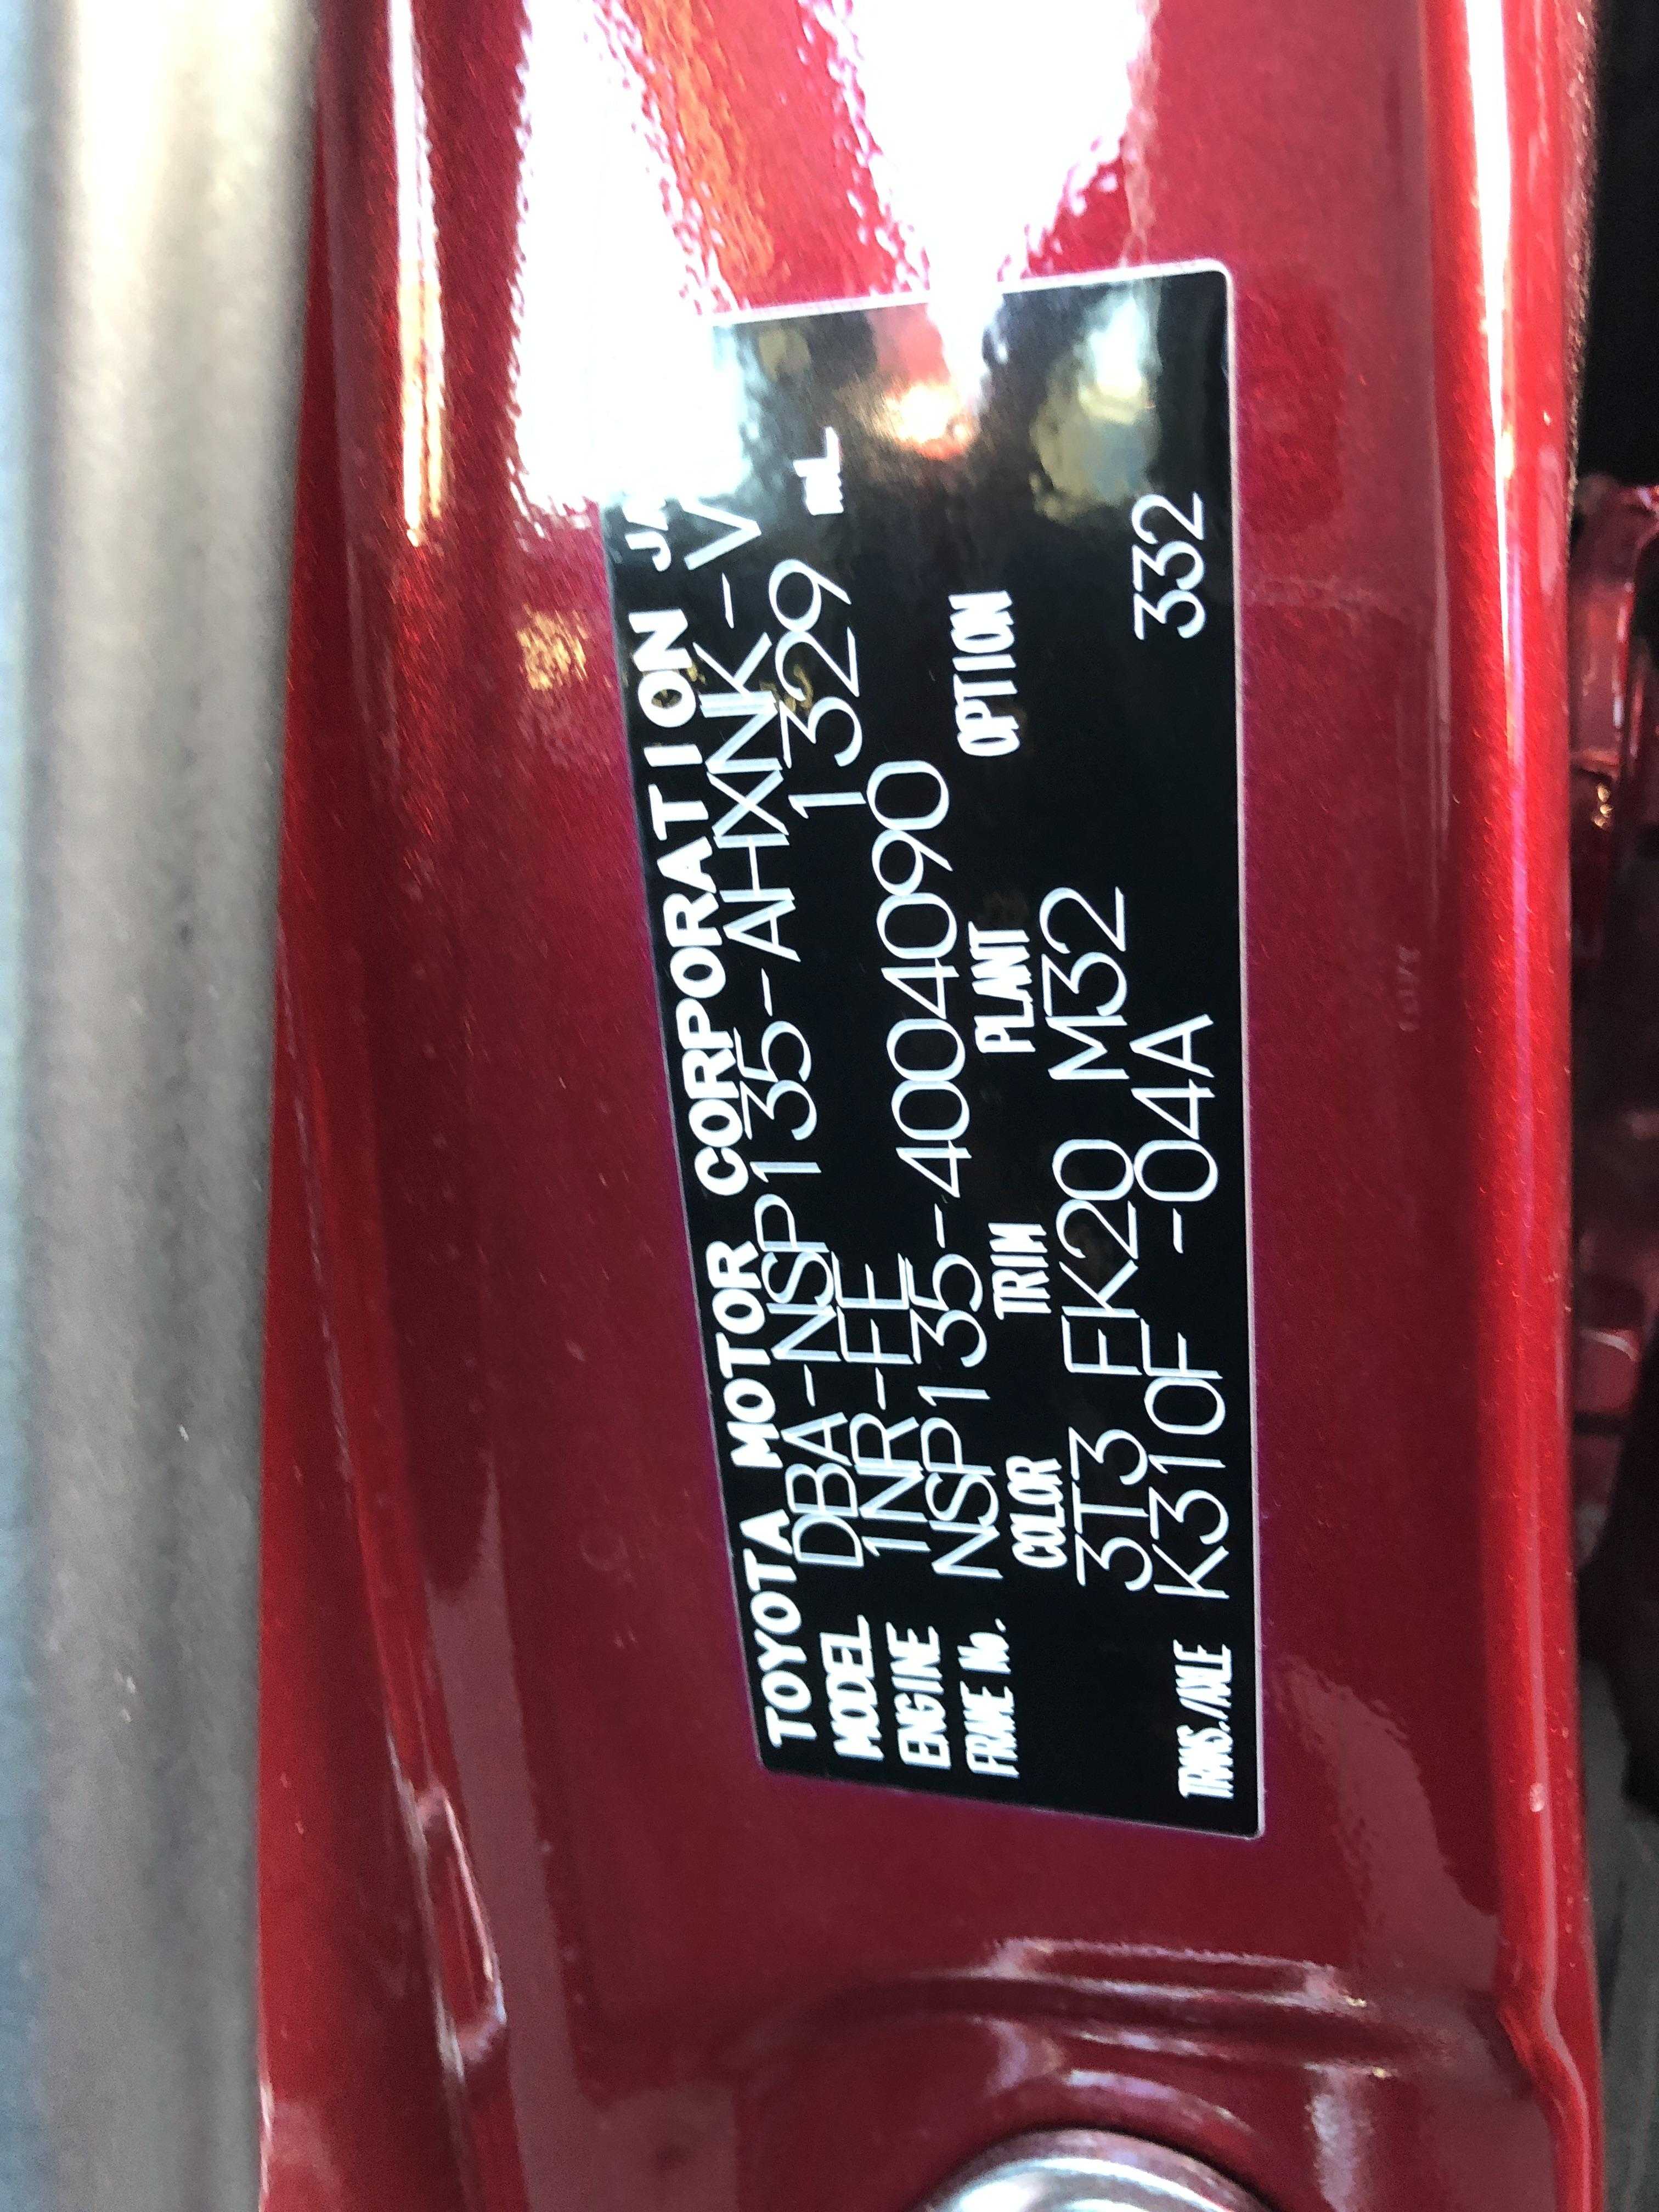 TOYOTA MOTOR CORPORATION
MODEL DBA-NSP135-AHXNK-V
ENGINE 1NR-FE 1329 mL
FRAME No. NSP135-4004090
COLOR TRIM PLANT OPTION
3T3 FK20 M32
TRANS./AXLE K310F -04A 332